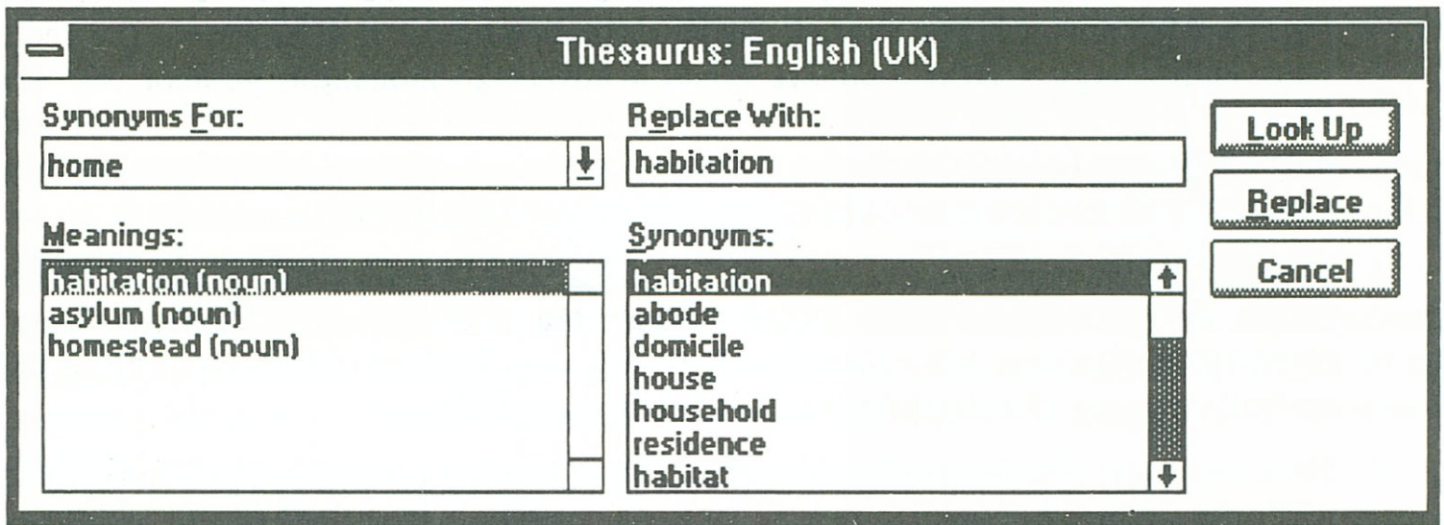 Thesaurus: English (UK)
Synonyms For:
home
Replace With:
habitation
Meanings:
habitation (noun)
asylum (noun)
homestead (noun)
Synonyms:
habitation
abode
domicile
house
household
residence
habitat
Look Up
Replace
Cancel